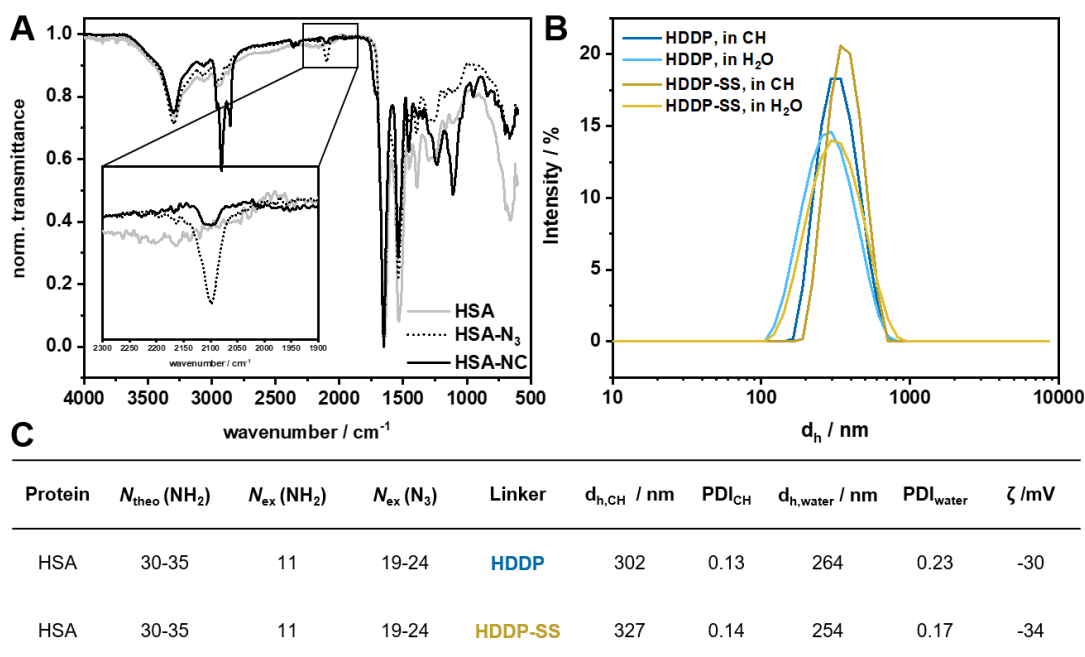 A
1.0
0.8
0.6
0.4
0.2
0.0
norm. transmittance
2300 2250 2200 2150 2100 2050 2000 1950 1900
wavenumber / cm⁻¹
HSA
HSA-N₃
HSA-NC
4000 3500 3000 2500 2000 1500 1000 500
wavenumber / cm⁻¹
B
HDDP, in CH
HDDP, in H₂O
HDDP-SS, in CH
HDDP-SS, in H₂O
20
15
10
5
0
Intensity / %
10 100 1000 10000
dₕ / nm
C
Protein Nₜₕₑₒ (NH₂) Nₑₓ (NH₂) Nₑₓ (N₃) Linker d_h,CH / nm PDI_CH d_h,water / nm PDI_water ζ /mV
HSA 30-35 11 19-24 HDDP 302 0.13 264 0.23 -30
HSA 30-35 11 19-24 HDDP-SS 327 0.14 254 0.17 -34